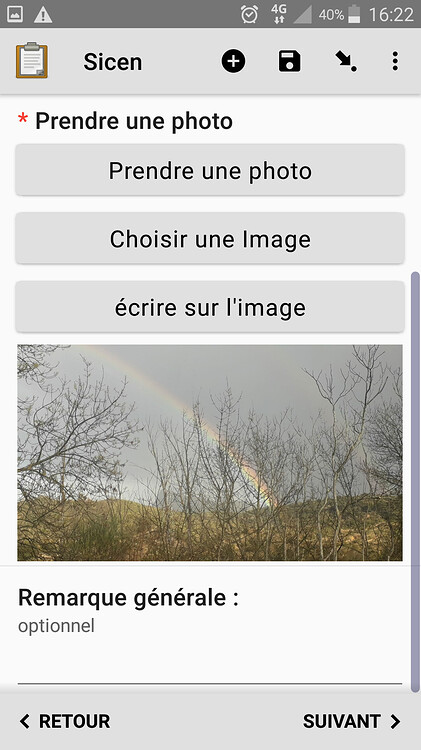 4G 40% 16:22
Sicen
* Prendre une photo
Prendre une photo
Choisir une Image
écrire sur l'image
Remarque générale :
optionnel
RETOUR SUIVANT